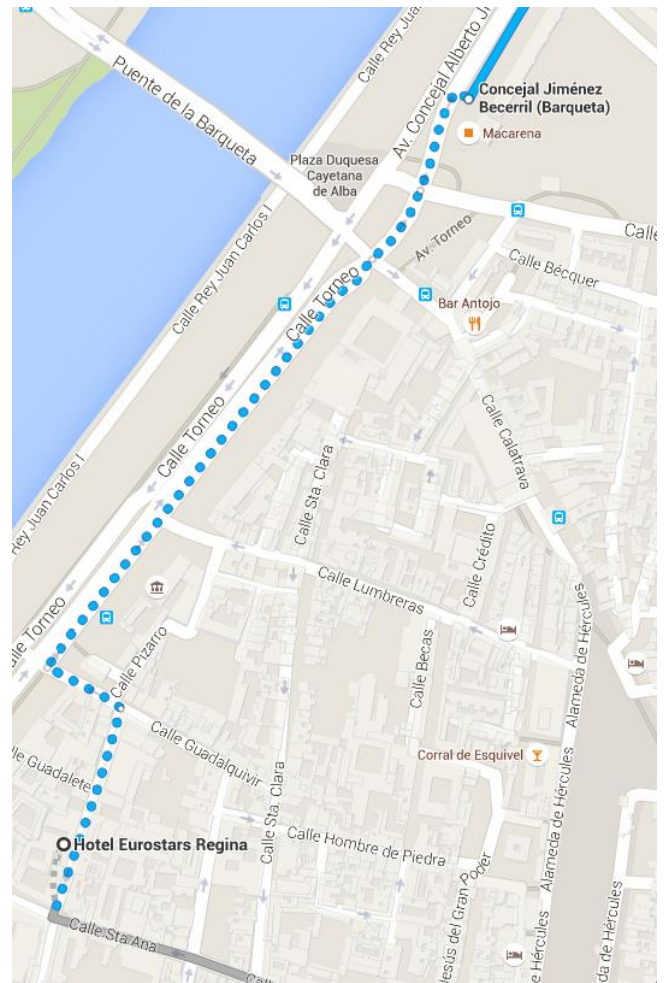 Calle Rey Juan C
Concejal Jiménez
Becerril (Barqueta)
Macarena
Av. Concejal Alberto Ji
Puente de la Barqueta
Plaza Duquesa
Cayetana
de Alba
Calle Rey Juan Carlos I
Av. Torneo
Calle
Calle Bécquer
Calle Torneo
Bar Antojo
Calle Calatrava
Calle Torneo
Calle Sta. Clara
Rey Juan Carlos I
Calle Crédito
Calle Lumbreras
Alameda de Hércules
Calle Torneo
Calle Pizarro
Calle Becas
Alameda de Hércules
Calle Guadalquivir
Calle Sta. Clara
Corral de Esquivel
Calle Guadalete
Hotel Eurostars Regina
Calle Hombre de Piedra
Jesús del Gran Poder
Alameda de Hércules
Alameda de Hércules
Calle Sta Ana
Cal